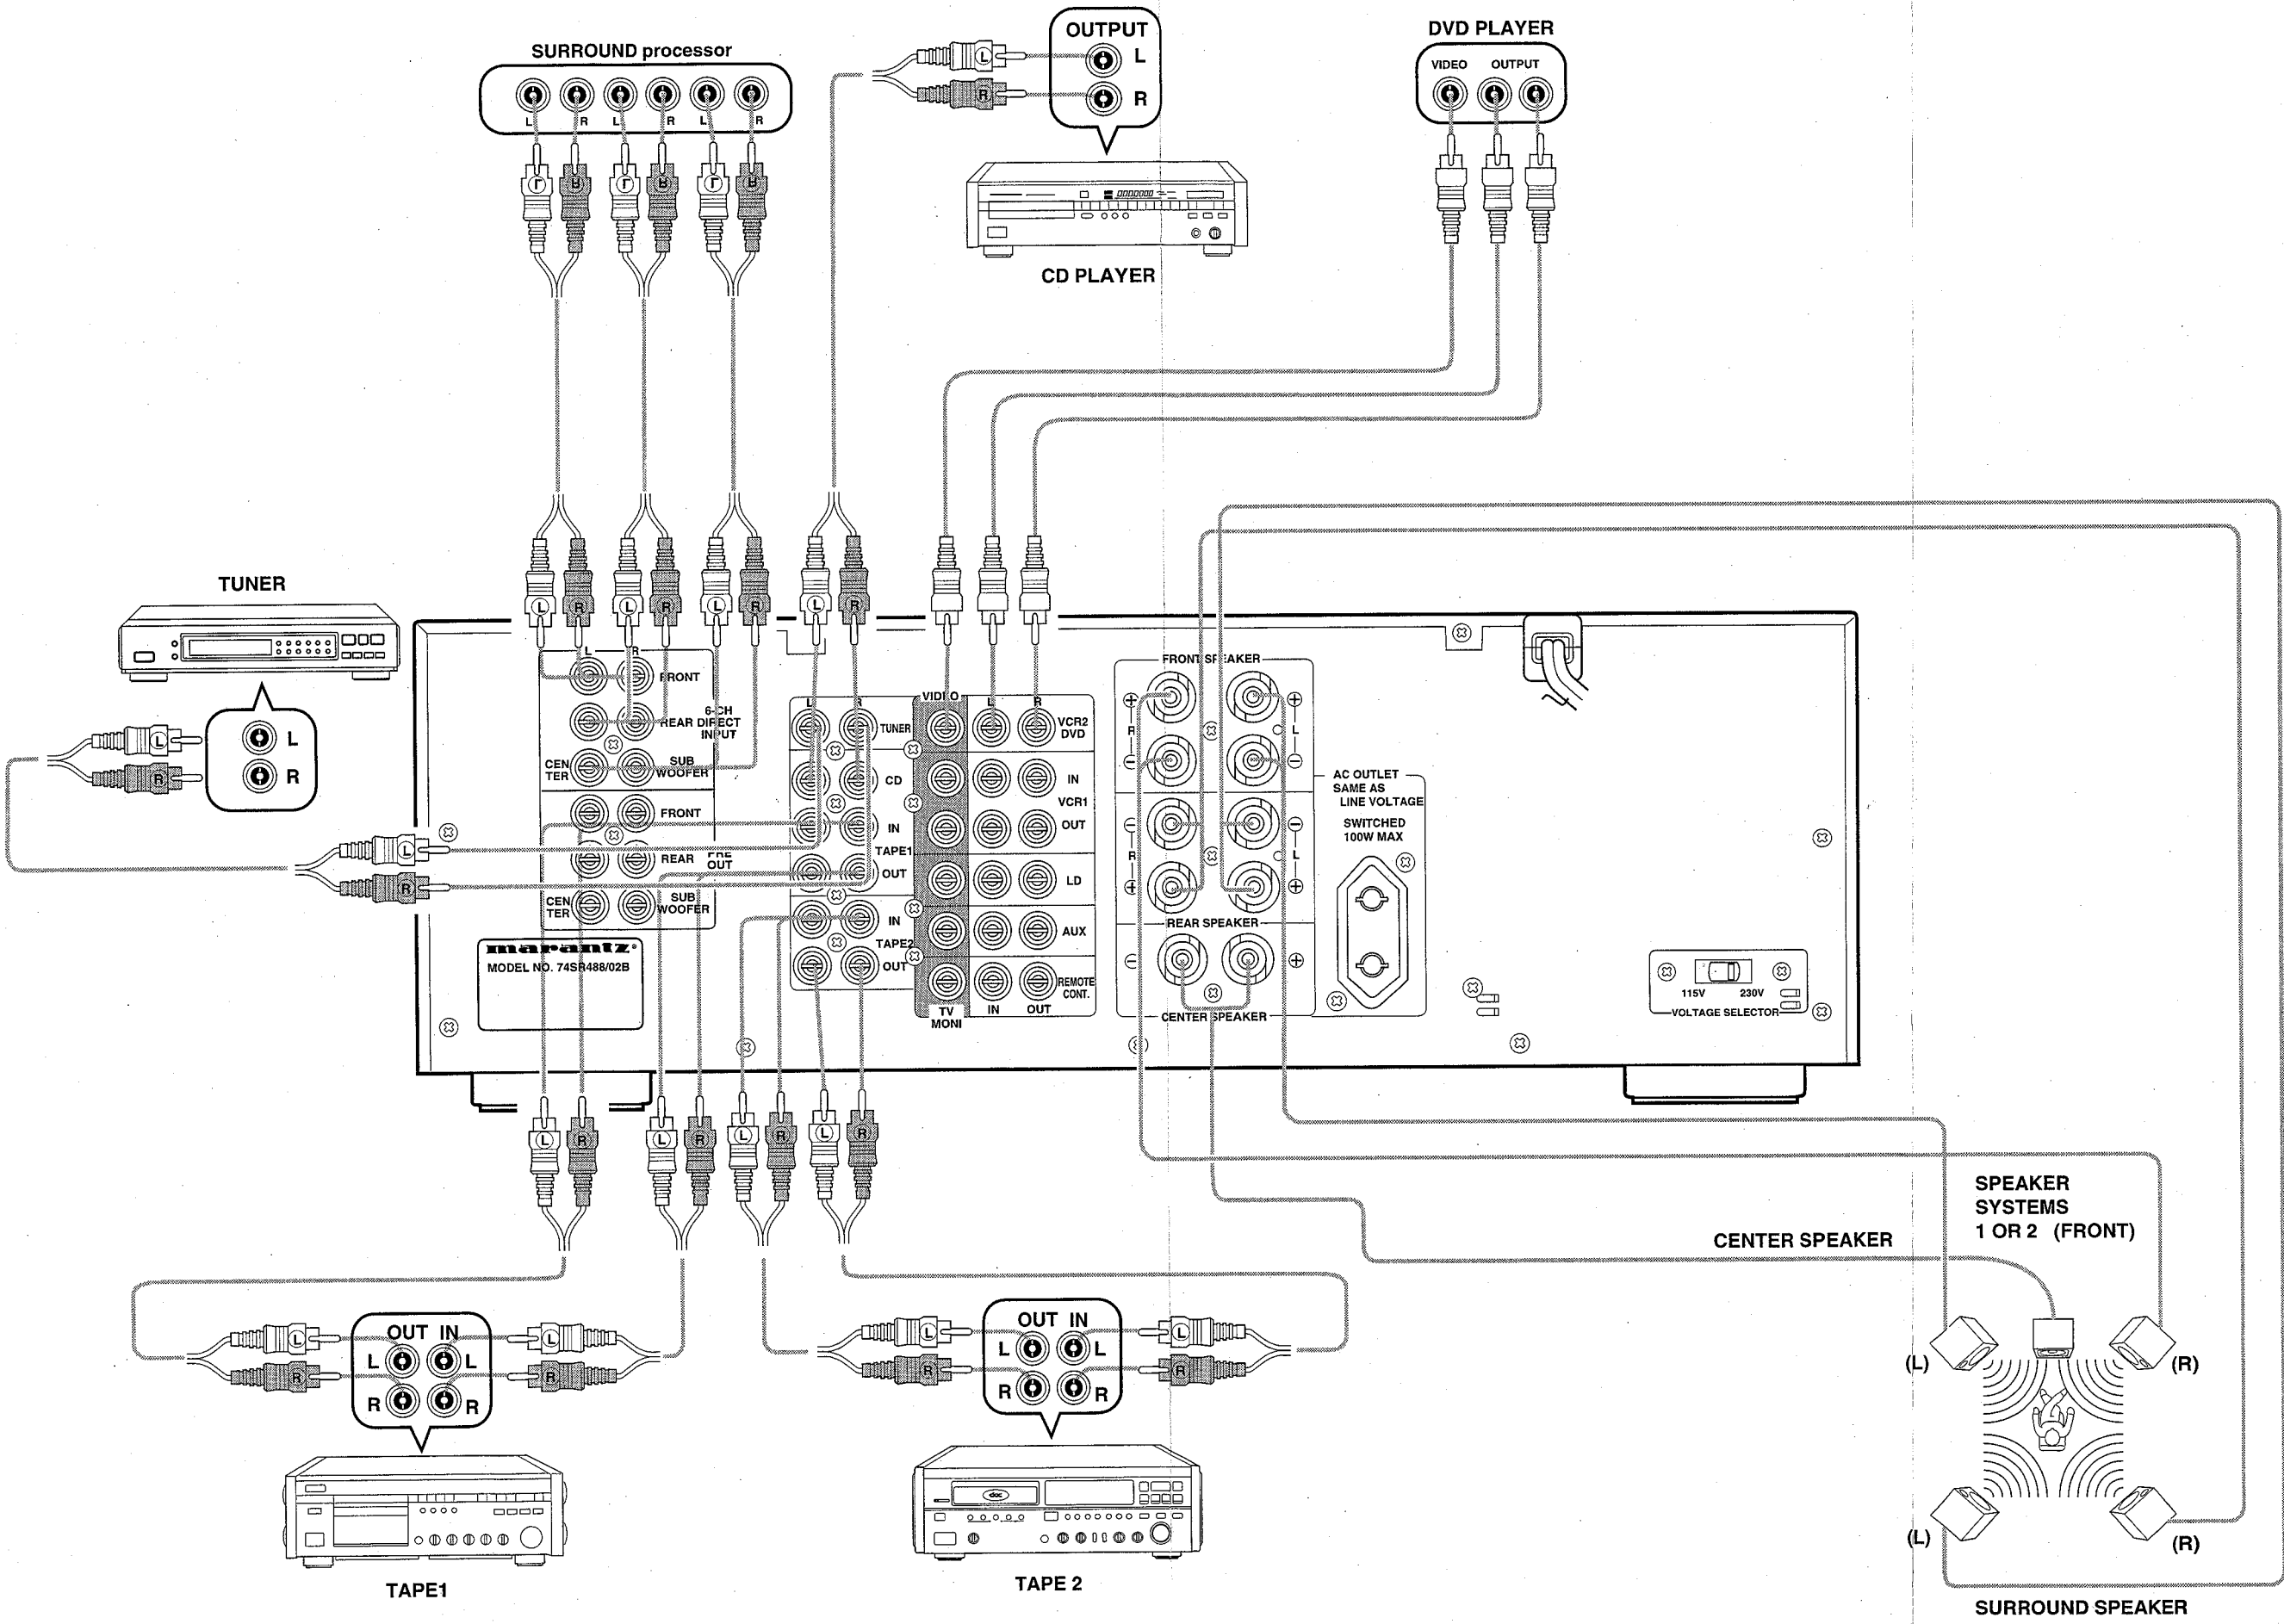 SURROUND processor
L R L R L R
OUTPUT
L
R
CD PLAYER
DVD PLAYER
VIDEO OUTPUT
L R L R L R
L
R
L R L R L R L R
TUNER
L
R
L
R
L
R
L R
FRONT
6-CH
REAR DIRECT
INPUT
CEN
TER
SUB
WOOFER
FRONT
REAR PRE
OUT
CEN
TER
SUB
WOOFER
marantz
MODEL NO. 74SR488/02B
L R
TUNER
CD
IN
TAPE1
OUT
IN
TAPE2
OUT
VIDEO
L R
VCR2
DVD
IN
VCR1
OUT
LD
AUX
REMOTE
CONT.
TV
MONI
IN OUT
FRONT SPEAKER
+ +
R L
− −
− −
R L
+ +
REAR SPEAKER
− +
CENTER SPEAKER
AC OUTLET
SAME AS
LINE VOLTAGE
SWITCHED
100W MAX
115V 230V
VOLTAGE SELECTOR
L R L R L R L R
SPEAKER
SYSTEMS
1 OR 2 (FRONT)
CENTER SPEAKER
L
R
OUT IN
L L
R R
L
R
TAPE1
L
R
OUT IN
L L
R R
L
R
dcc
TAPE 2
(L) (R)
(L) (R)
SURROUND SPEAKER